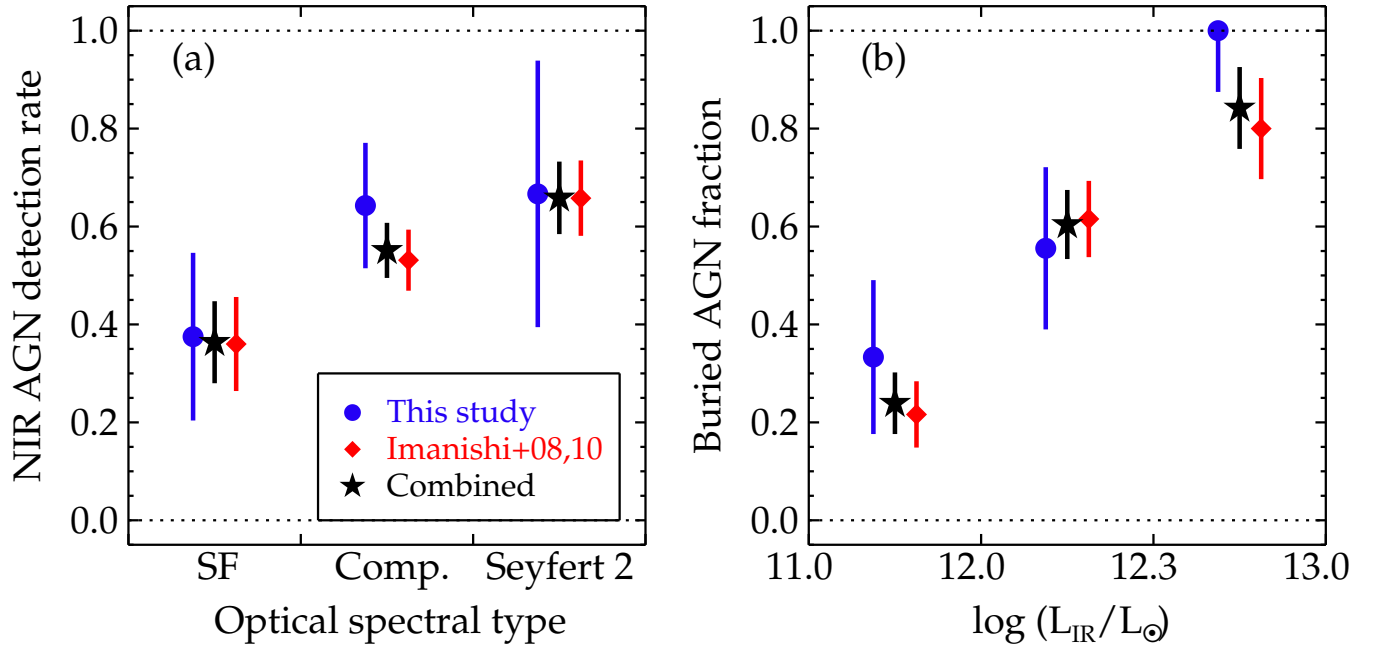 NIR AGN detection rate
1.0
0.8
0.6
0.4
0.2
0.0
(a)
This study
Imanishi+08,10
Combined
SF Comp. Seyfert 2
Optical spectral type
Buried AGN fraction
1.0
0.8
0.6
0.4
0.2
0.0
(b)
11.0 12.0 12.3 13.0
log (L_IR/L_⊙)